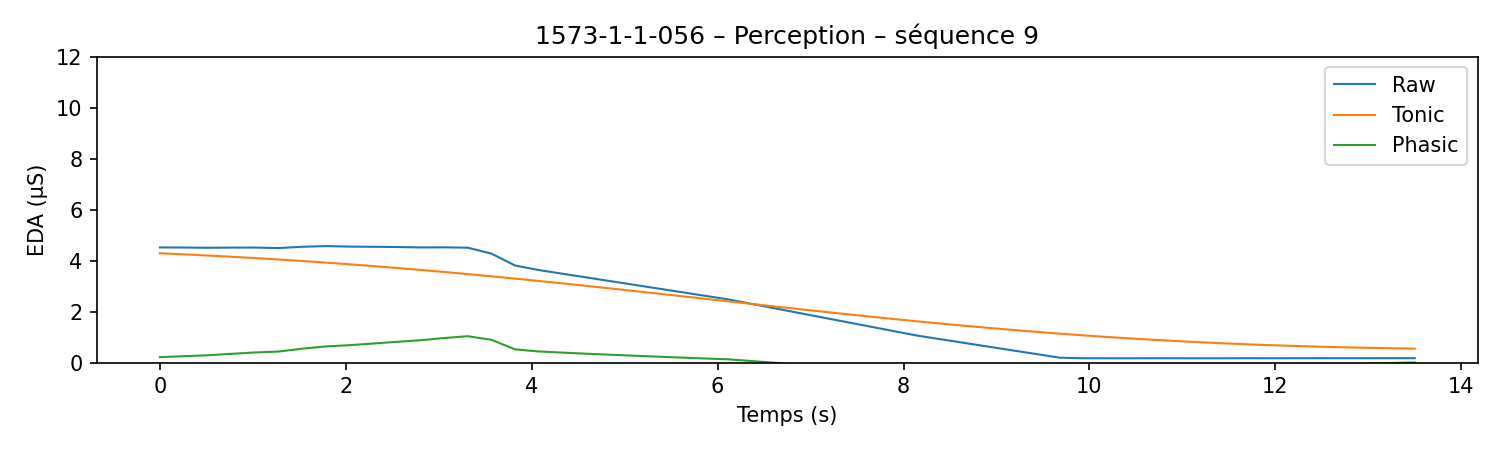 1573-1-1-056 – Perception – séquence 9
EDA (µS)
12
10
8
6
4
2
0
Raw
Tonic
Phasic
0 2 4 6 8 10 12 14
Temps (s)